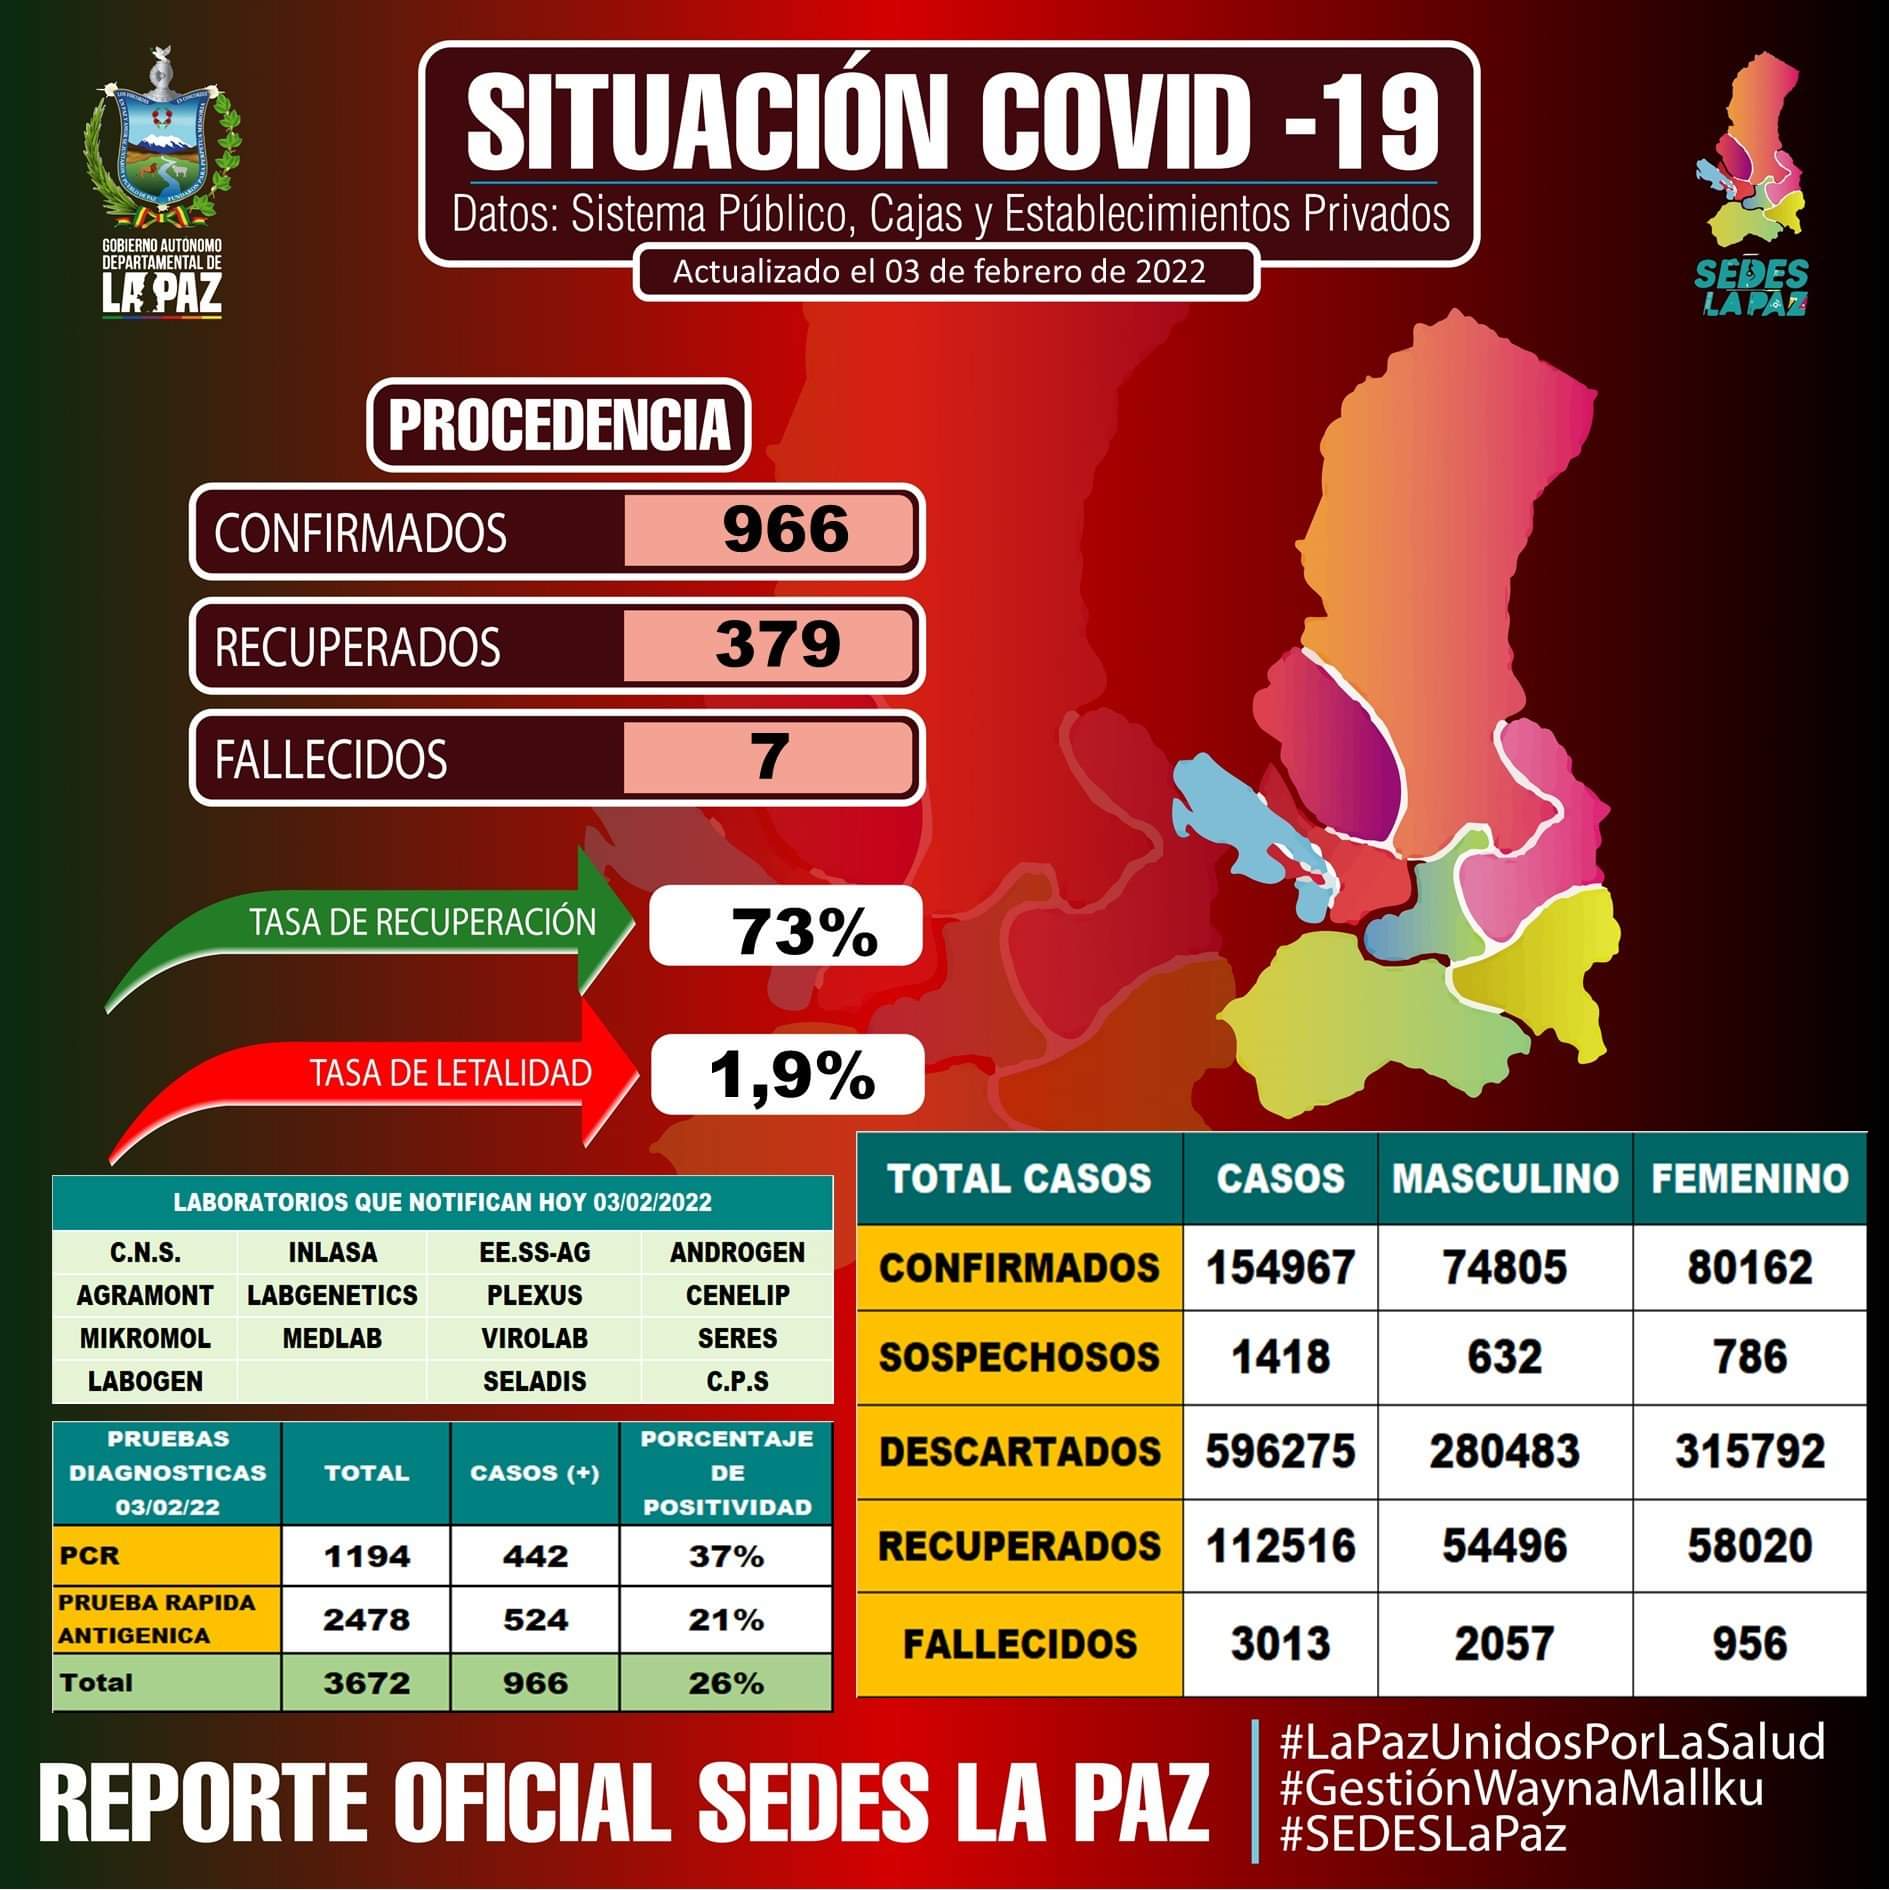 SITUACIÓN COVID -19
Datos: Sistema Público, Cajas y Establecimientos Privados
Actualizado el 03 de febrero de 2022
GOBIERNO AUTÓNOMO
DEPARTAMENTAL DE
LA PAZ
SEDES
LA PAZ
PROCEDENCIA
CONFIRMADOS 966
RECUPERADOS 379
FALLECIDOS 7
TASA DE RECUPERACIÓN 73%
TASA DE LETALIDAD 1,9%
LABORATORIOS QUE NOTIFICAN HOY 03/02/2022
C.N.S. INLASA EE.SS-AG ANDROGEN
AGRAMONT LABGENETICS PLEXUS CENELIP
MIKROMOL MEDLAB VIROLAB SERES
LABOGEN SELADIS C.P.S
PRUEBAS
DIAGNOSTICAS
03/02/22
TOTAL
CASOS (+)
PORCENTAJE
DE
POSITIVIDAD
PCR 1194 442 37%
PRUEBA RAPIDA
ANTIGENICA
2478 524 21%
Total 3672 966 26%
TOTAL CASOS CASOS MASCULINO FEMENINO
CONFIRMADOS 154967 74805 80162
SOSPECHOSOS 1418 632 786
DESCARTADOS 596275 280483 315792
RECUPERADOS 112516 54496 58020
FALLECIDOS 3013 2057 956
REPORTE OFICIAL SEDES LA PAZ
#LaPazUnidosPorLaSalud
#GestiónWaynaMallku
#SEDESLaPaz